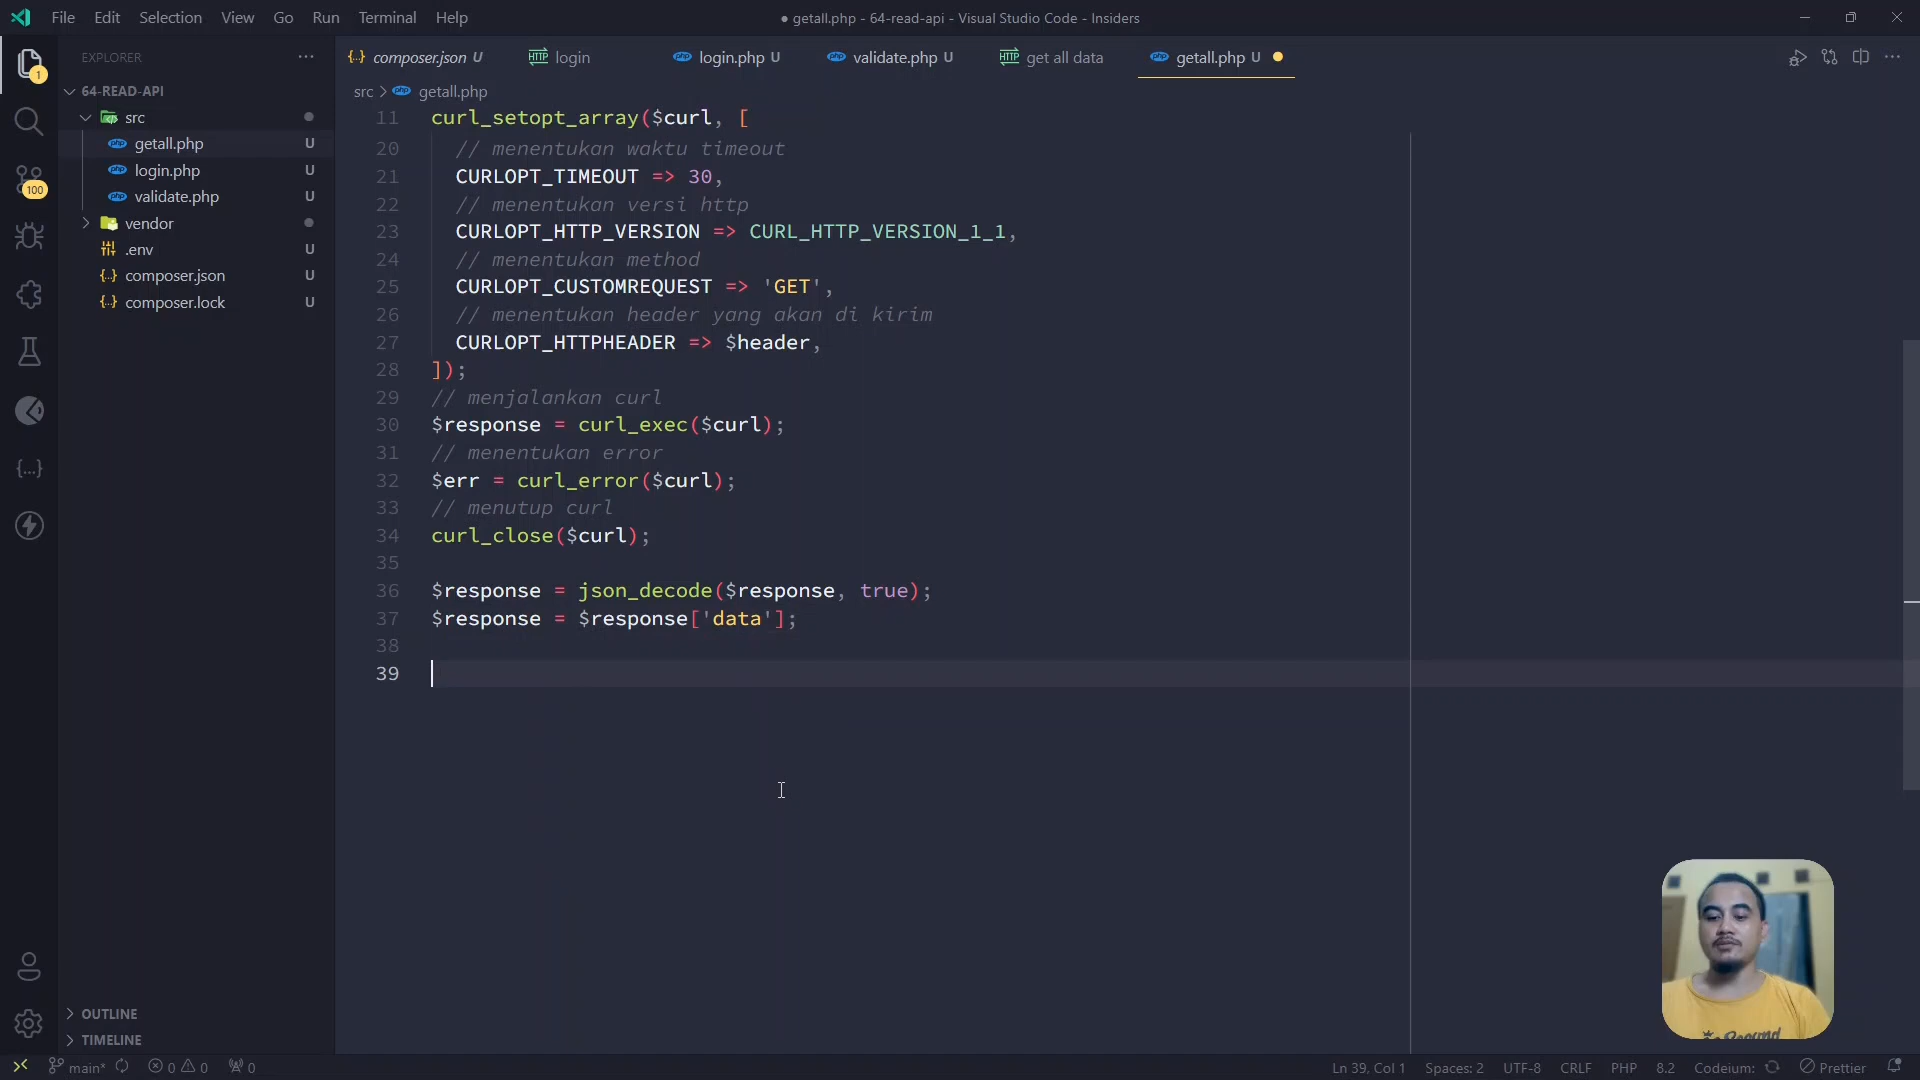 File Edit Selection View Go Run Terminal Help
● getall.php - 64-read-api - Visual Studio Code - Insiders
EXPLORER
composer.json U
login
login.php U
validate.php U
get all data
getall.php U
64-READ-API
src
getall.php U
login.php U
validate.php U
vendor
.env U
composer.json U
composer.lock U
OUTLINE
TIMELINE
1
100
src > getall.php
11 curl_setopt_array($curl, [
20 // menentukan waktu timeout
21 CURLOPT_TIMEOUT => 30,
22 // menentukan versi http
23 CURLOPT_HTTP_VERSION => CURL_HTTP_VERSION_1_1,
24 // menentukan method
25 CURLOPT_CUSTOMREQUEST => 'GET',
26 // menentukan header yang akan di kirim
27 CURLOPT_HTTPHEADER => $header,
28 ]);
29 // menjalankan curl
30 $response = curl_exec($curl);
31 // menentukan error
32 $err = curl_error($curl);
33 // menutup curl
34 curl_close($curl);
35
36 $response = json_decode($response, true);
37 $response = $response['data'];
38
39
main* 0 0 0
Ln 39, Col 1 Spaces: 2 UTF-8 CRLF PHP 8.2 Codeium: Prettier